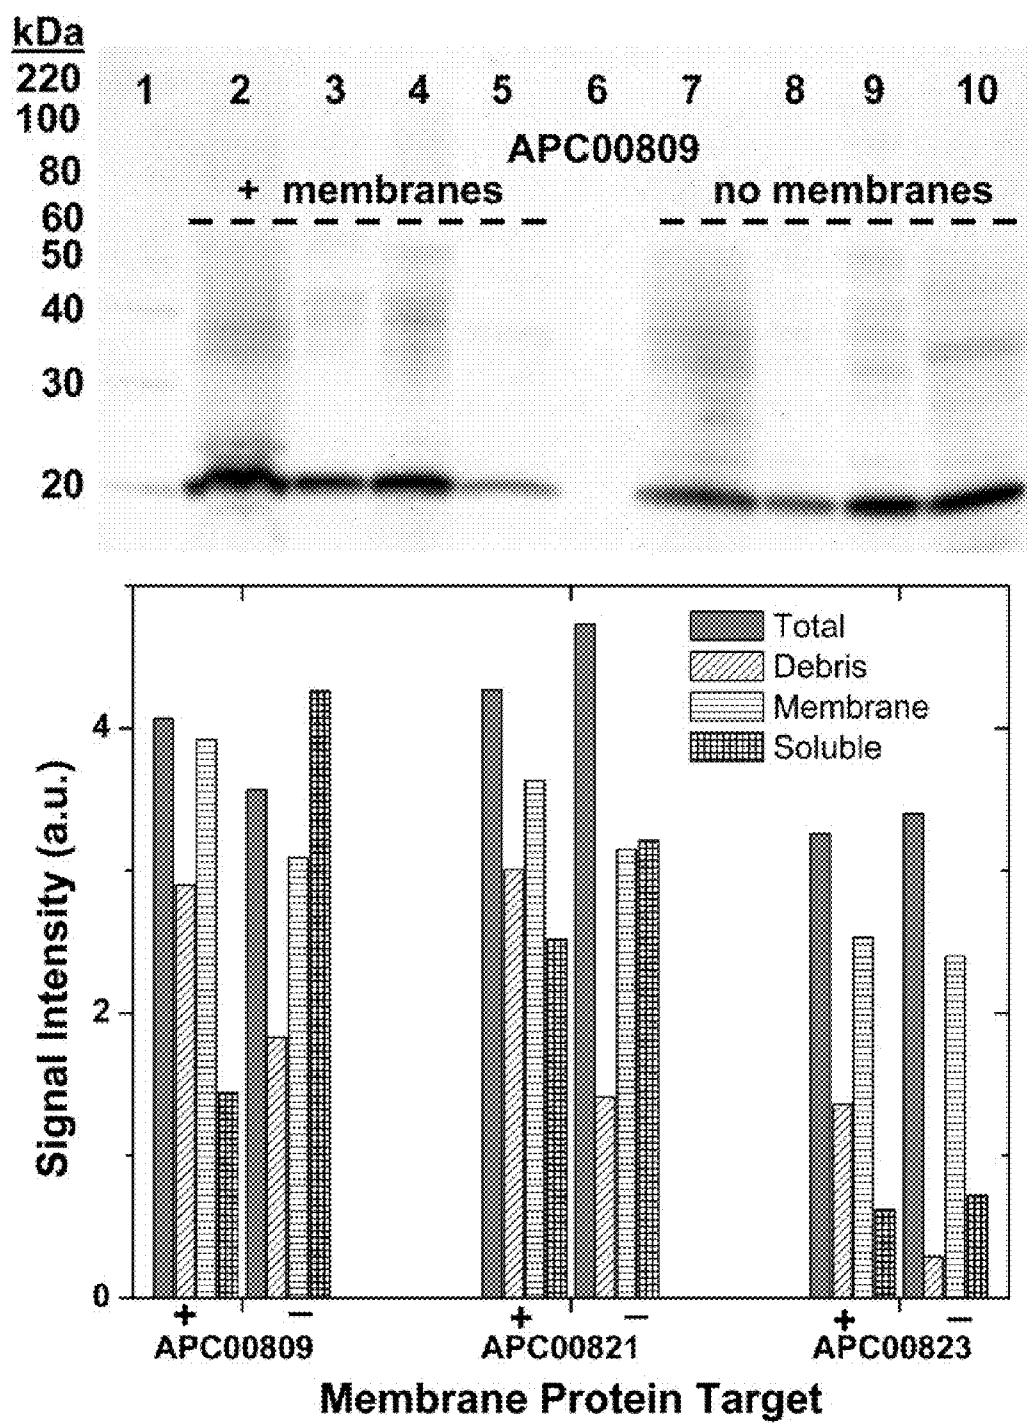 kDa
220 1 2 3 4 5 6 7 8 9 10
100
APC00809
80
+ membranes no membranes
60
50
40
30
20
Total
Debris
Membrane
Soluble
4
2
0
Signal Intensity (a.u.)
+ − + − + −
APC00809 APC00821 APC00823
Membrane Protein Target